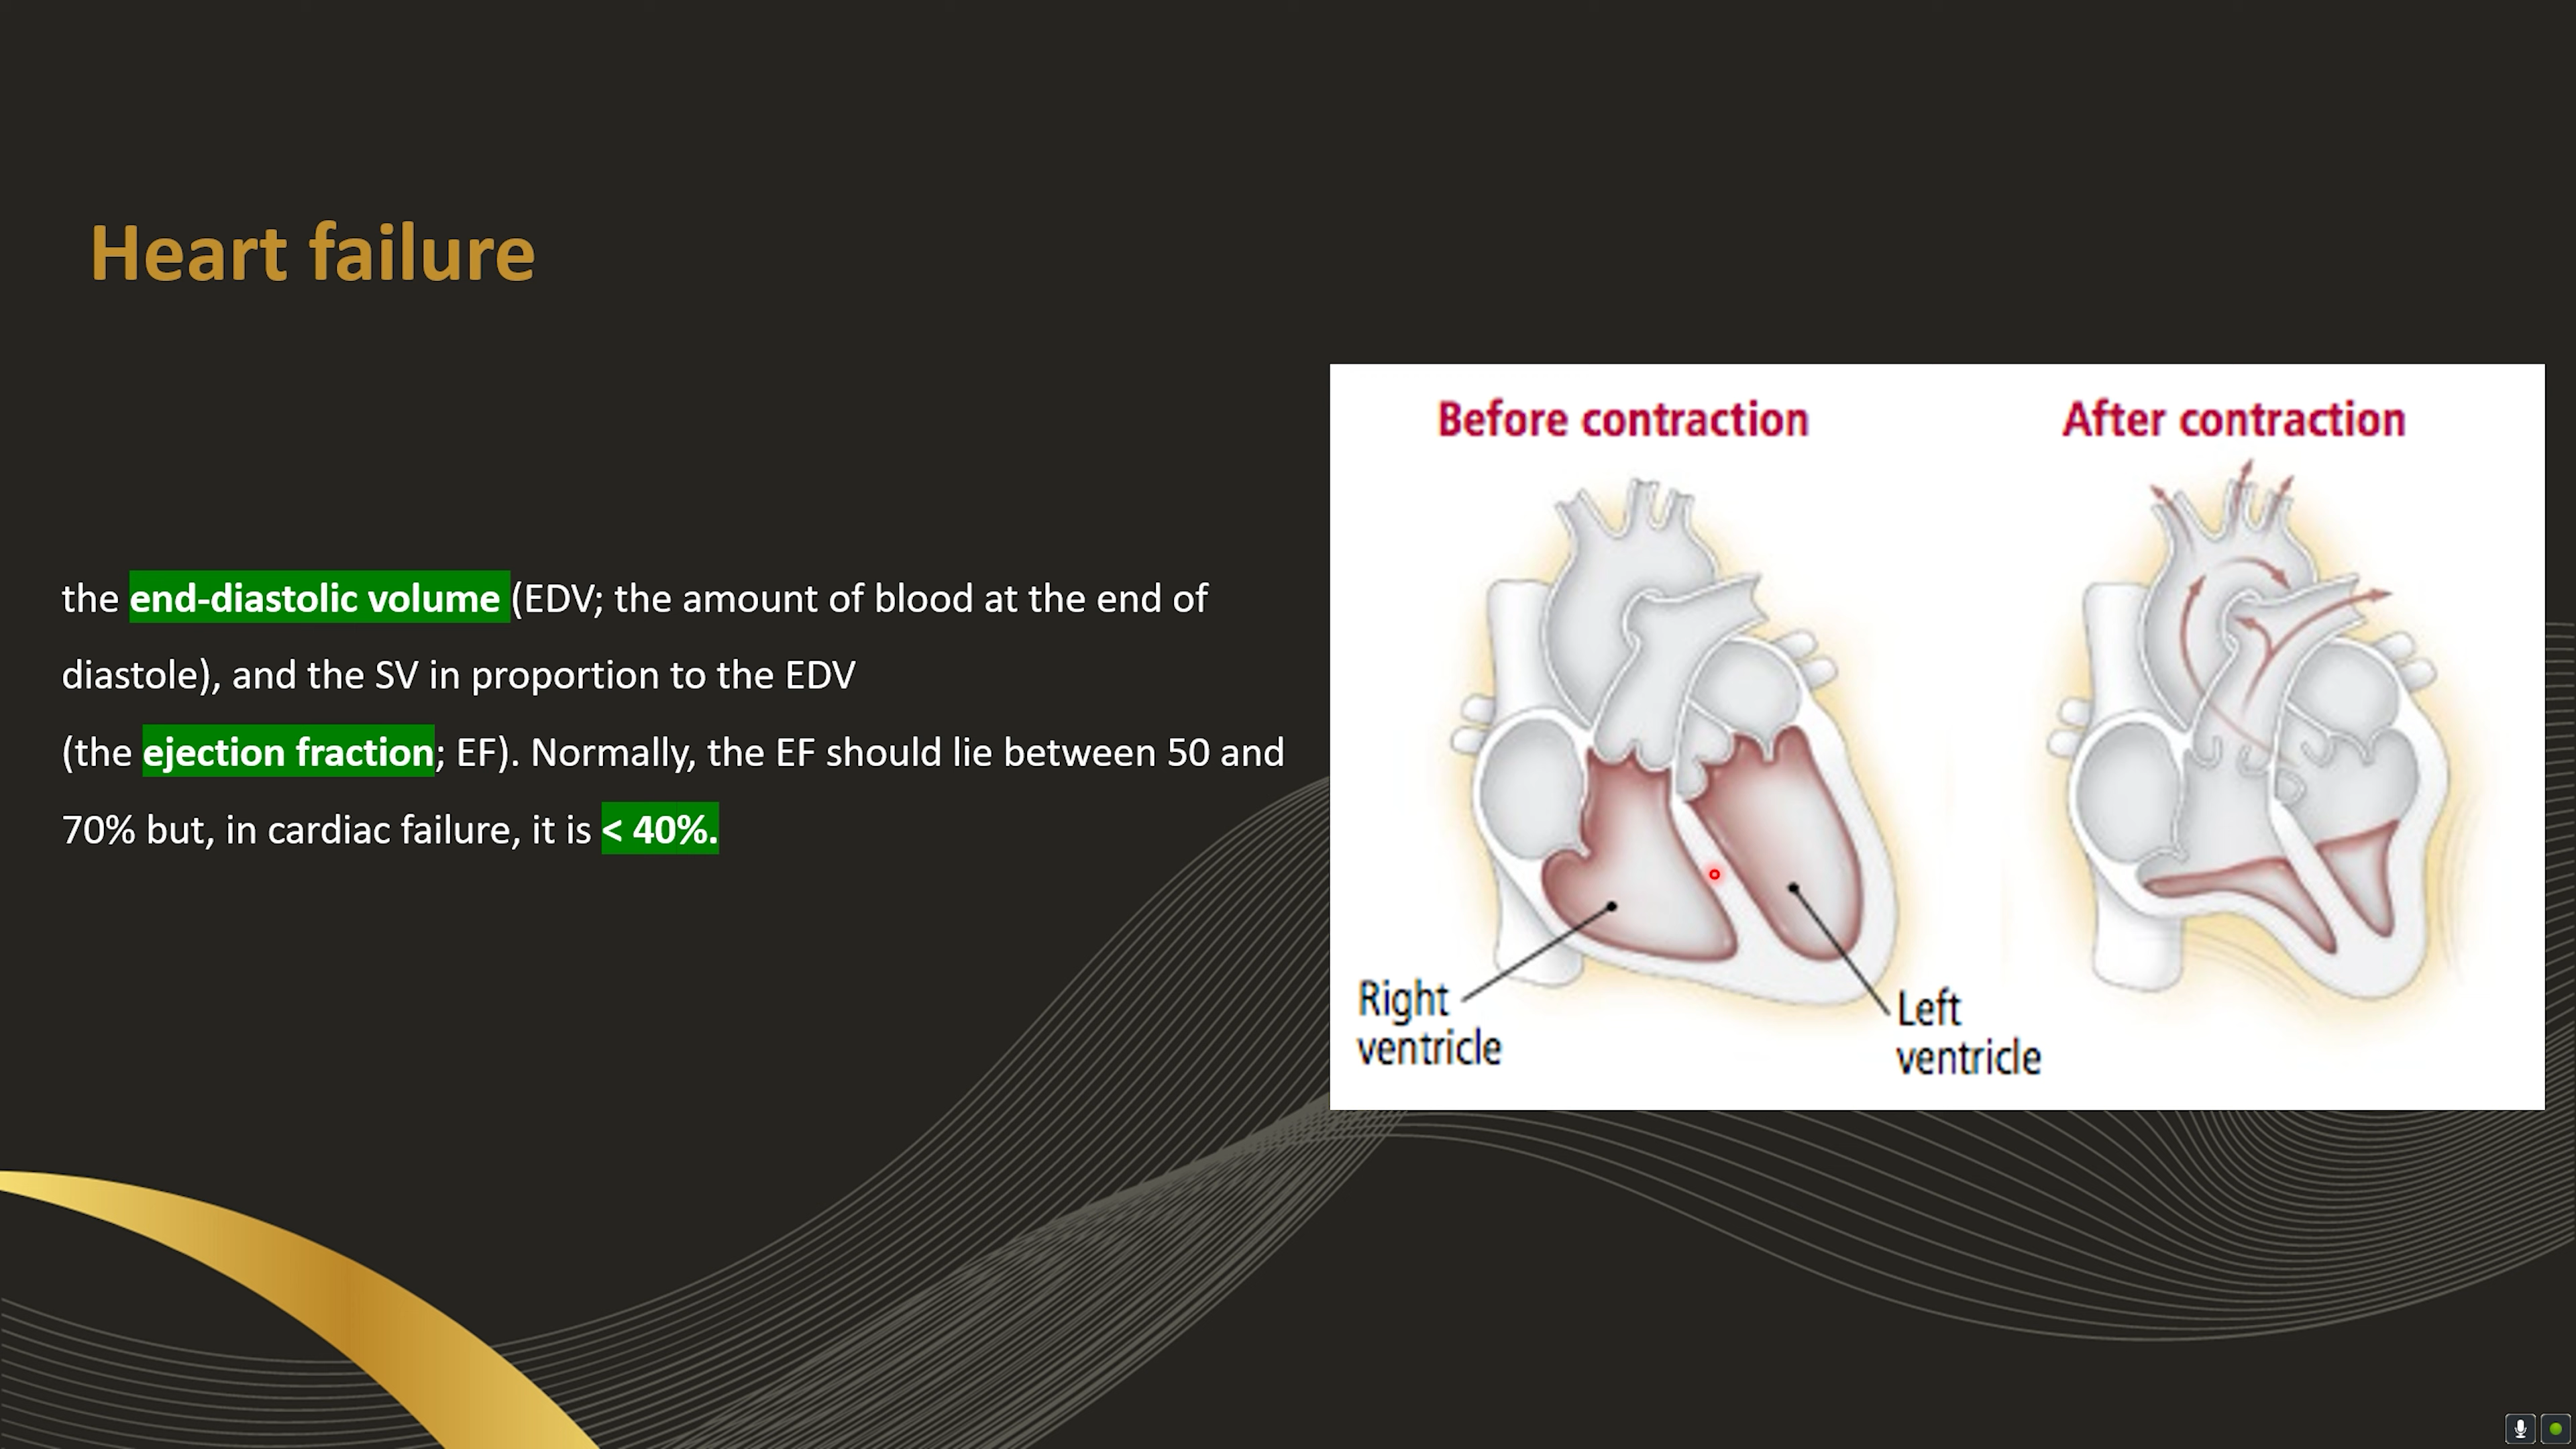 Heart failure
the end-diastolic volume (EDV; the amount of blood at the end of
diastole), and the SV in proportion to the EDV
(the ejection fraction; EF). Normally, the EF should lie between 50 and
70% but, in cardiac failure, it is < 40%.
Before contraction
After contraction
Right
ventricle
Left
ventricle